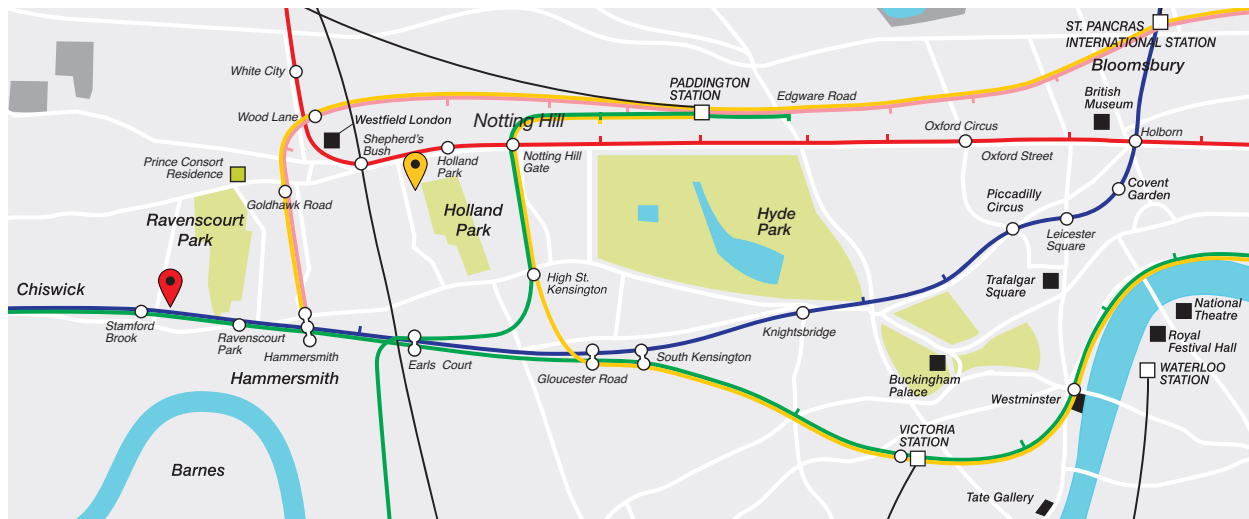 ST. PANCRAS
INTERNATIONAL STATION
Bloomsbury
White City
PADDINGTON
STATION
Edgware Road
British
Museum
Wood Lane
Westfield London
Notting Hill
Oxford Circus
Holborn
Shepherd's
Bush
Holland
Park
Notting Hill
Gate
Oxford Street
Prince Consort
Residence
Goldhawk Road
Piccadilly
Circus
Covent
Garden
Ravenscourt
Park
Holland
Park
Hyde
Park
Leicester
Square
High St.
Kensington
Trafalgar
Square
Chiswick
National
Theatre
Stamford
Brook
Ravenscourt
Park
Hammersmith
Knightsbridge
Royal
Festival Hall
Hammersmith
Earls Court
Gloucester Road
South Kensington
Buckingham
Palace
WATERLOO
STATION
Westminster
VICTORIA
STATION
Barnes
Tate Gallery